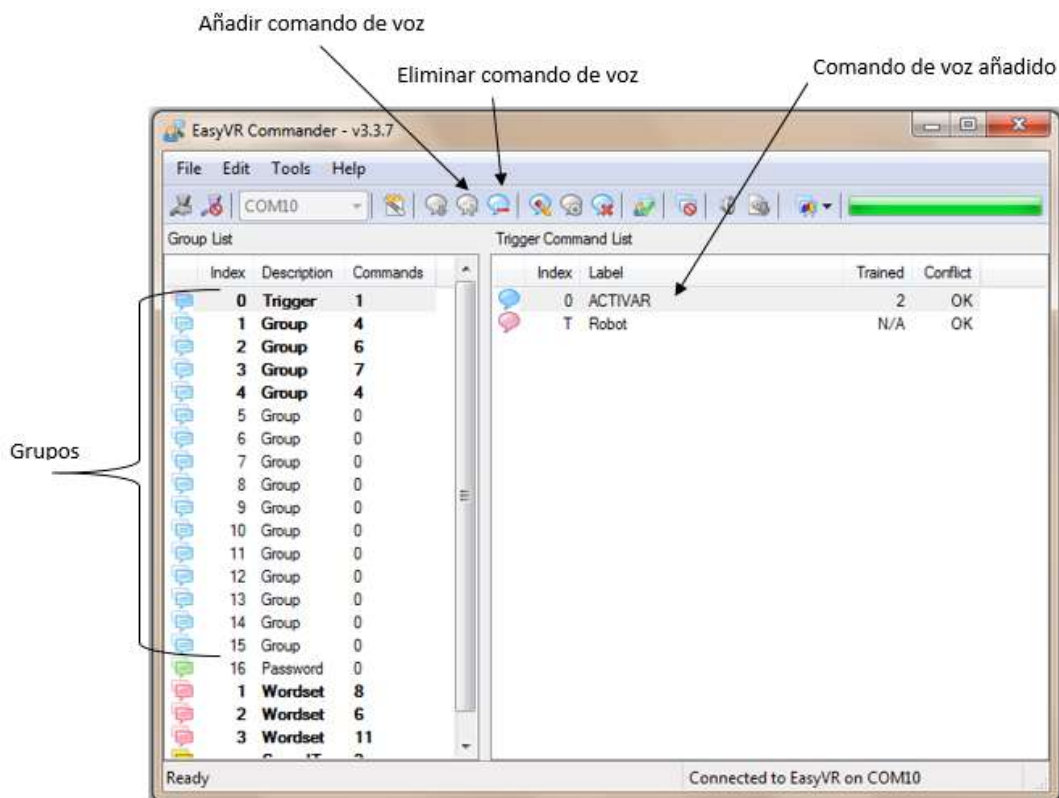 Añadir comando de voz
Eliminar comando de voz
Comando de voz añadido
EasyVR Commander - v3.3.7
File Edit Tools Help
COM10
Group List
Trigger Command List
Index Description Commands
Index Label Trained Conflict
0 Trigger 1
0 ACTIVAR 2 OK
1 Group 4
T Robot N/A OK
2 Group 6
3 Group 7
4 Group 4
5 Group 0
6 Group 0
7 Group 0
Grupos
8 Group 0
9 Group 0
10 Group 0
11 Group 0
12 Group 0
13 Group 0
14 Group 0
15 Group 0
16 Password 0
1 Wordset 8
2 Wordset 6
3 Wordset 11
Ready
Connected to EasyVR on COM10